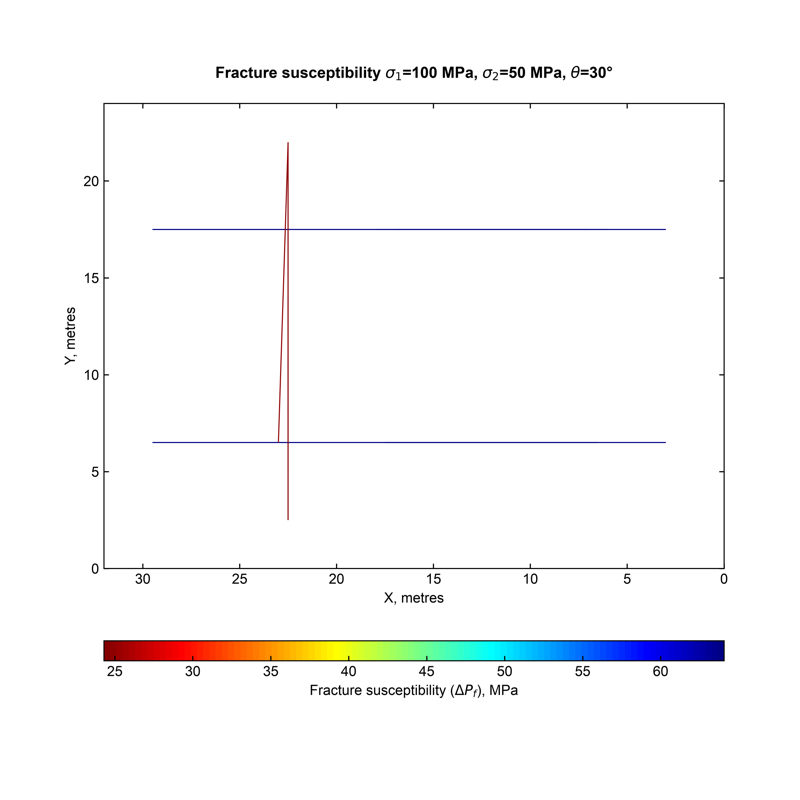 Fracture susceptibility σ₁=100 MPa, σ₂=50 MPa, θ=30°
Y, metres
20
15
10
5
0
30 25 20 15 10 5 0
X, metres
25 30 35 40 45 50 55 60
Fracture susceptibility (ΔP_f), MPa